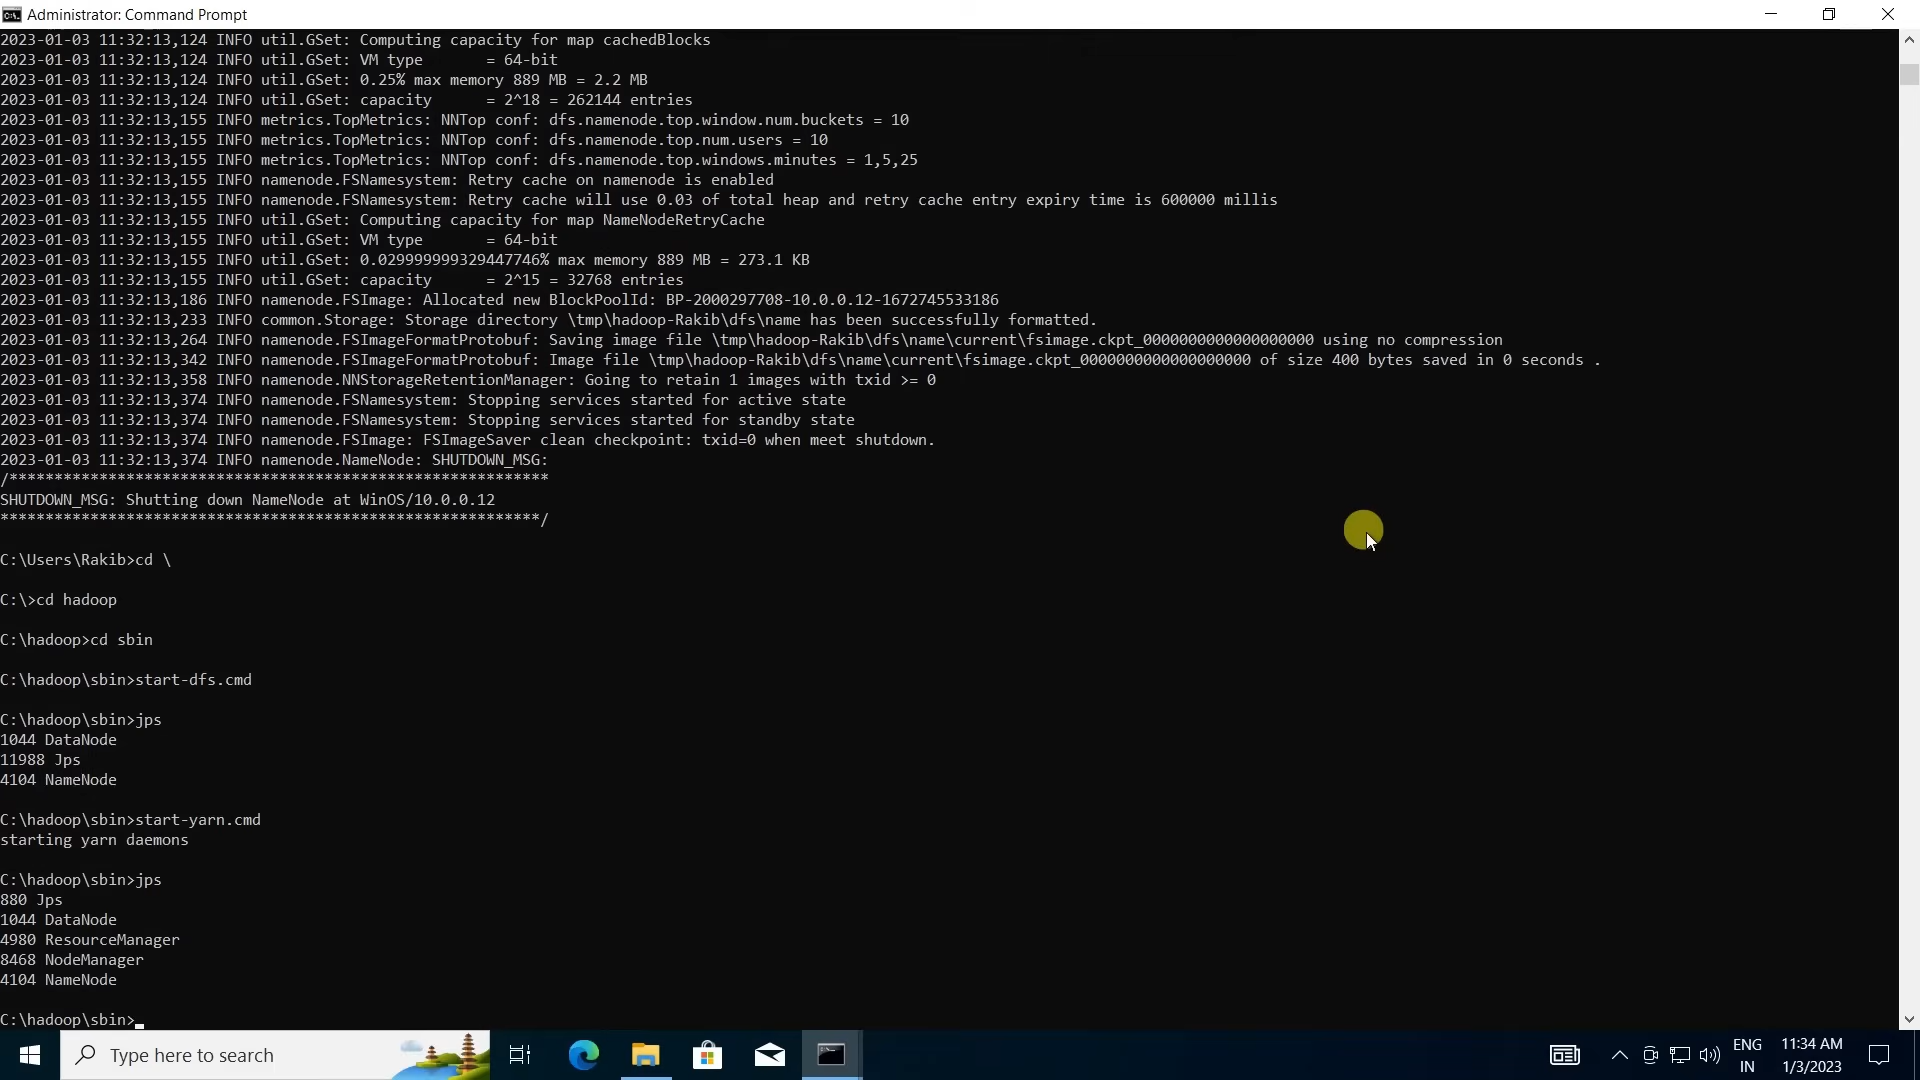 Administrator: Command Prompt
2023-01-03 11:32:13,124 INFO util.GSet: Computing capacity for map cachedBlocks
2023-01-03 11:32:13,124 INFO util.GSet: VM type       = 64-bit
2023-01-03 11:32:13,124 INFO util.GSet: 0.25% max memory 889 MB = 2.2 MB
2023-01-03 11:32:13,124 INFO util.GSet: capacity      = 2^18 = 262144 entries
2023-01-03 11:32:13,155 INFO metrics.TopMetrics: NNTop conf: dfs.namenode.top.window.num.buckets = 10
2023-01-03 11:32:13,155 INFO metrics.TopMetrics: NNTop conf: dfs.namenode.top.num.users = 10
2023-01-03 11:32:13,155 INFO metrics.TopMetrics: NNTop conf: dfs.namenode.top.windows.minutes = 1,5,25
2023-01-03 11:32:13,155 INFO namenode.FSNamesystem: Retry cache on namenode is enabled
2023-01-03 11:32:13,155 INFO namenode.FSNamesystem: Retry cache will use 0.03 of total heap and retry cache entry expiry time is 600000 millis
2023-01-03 11:32:13,155 INFO util.GSet: Computing capacity for map NameNodeRetryCache
2023-01-03 11:32:13,155 INFO util.GSet: VM type       = 64-bit
2023-01-03 11:32:13,155 INFO util.GSet: 0.029999999329447746% max memory 889 MB = 273.1 KB
2023-01-03 11:32:13,155 INFO util.GSet: capacity      = 2^15 = 32768 entries
2023-01-03 11:32:13,186 INFO namenode.FSImage: Allocated new BlockPoolId: BP-2000297708-10.0.0.12-1672745533186
2023-01-03 11:32:13,233 INFO common.Storage: Storage directory \tmp\hadoop-Rakib\dfs\name has been successfully formatted.
2023-01-03 11:32:13,264 INFO namenode.FSImageFormatProtobuf: Saving image file \tmp\hadoop-Rakib\dfs\name\current\fsimage.ckpt_0000000000000000000 using no compression
2023-01-03 11:32:13,342 INFO namenode.FSImageFormatProtobuf: Image file \tmp\hadoop-Rakib\dfs\name\current\fsimage.ckpt_0000000000000000000 of size 400 bytes saved in 0 seconds .
2023-01-03 11:32:13,358 INFO namenode.NNStorageRetentionManager: Going to retain 1 images with txid >= 0
2023-01-03 11:32:13,374 INFO namenode.FSNamesystem: Stopping services started for active state
2023-01-03 11:32:13,374 INFO namenode.FSNamesystem: Stopping services started for standby state
2023-01-03 11:32:13,374 INFO namenode.FSImage: FSImageSaver clean checkpoint: txid=0 when meet shutdown.
2023-01-03 11:32:13,374 INFO namenode.NameNode: SHUTDOWN_MSG:
/************************************************************
SHUTDOWN_MSG: Shutting down NameNode at WinOS/10.0.0.12
************************************************************/
C:\Users\Rakib>cd \
C:\>cd hadoop
C:\hadoop>cd sbin
C:\hadoop\sbin>start-dfs.cmd
C:\hadoop\sbin>jps
1044 DataNode
11988 Jps
4104 NameNode
C:\hadoop\sbin>start-yarn.cmd
starting yarn daemons
C:\hadoop\sbin>jps
880 Jps
1044 DataNode
4980 ResourceManager
8468 NodeManager
4104 NameNode
C:\hadoop\sbin>_
Type here to search
ENG
IN
11:34 AM
1/3/2023